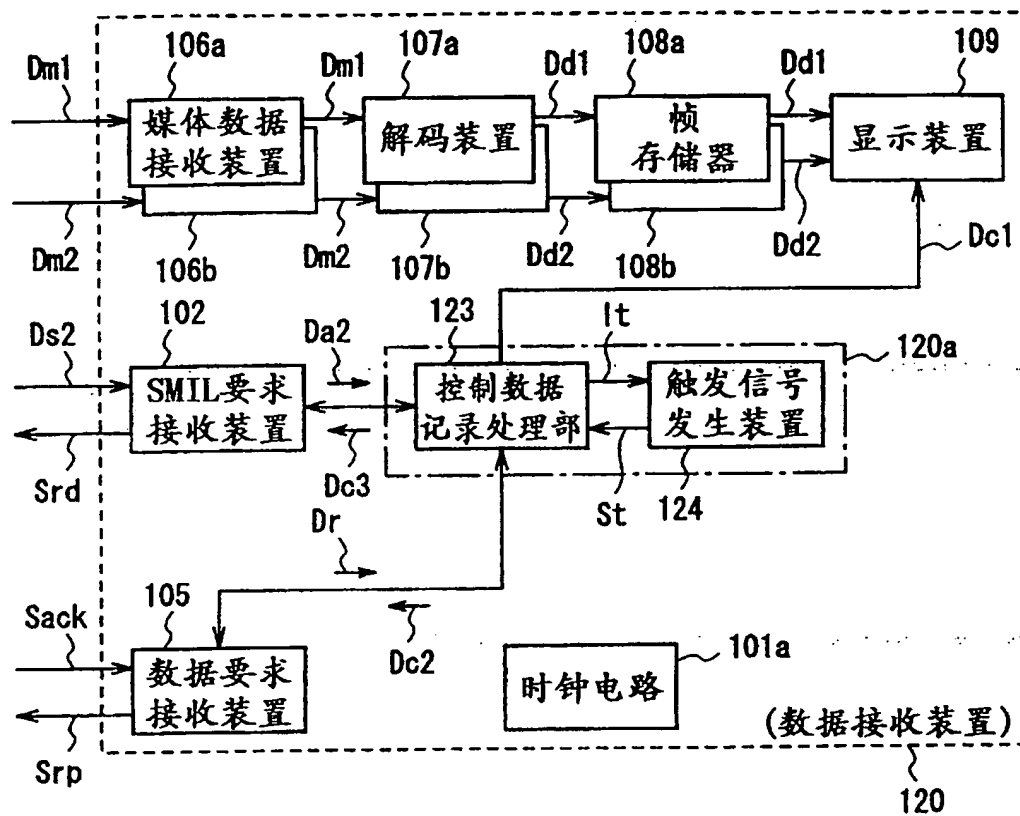 106a
107a
108a
109
Dm1
Dm1
Dd1
Dd1
媒体数据
接收装置
解码装置
帧
存储器
显示装置
Dm2
106b
Dm2
107b
Dd2
108b
Dd2
Dc1
102
123
It
120a
Ds2
Da2
SMIL要求
接收装置
控制数据
记录处理部
触发信号
发生装置
Srd
Dc3
St
124
Dr
105
Sack
Dc2
数据要求
接收装置
101a
时钟电路
(数据接收装置)
Srp
120